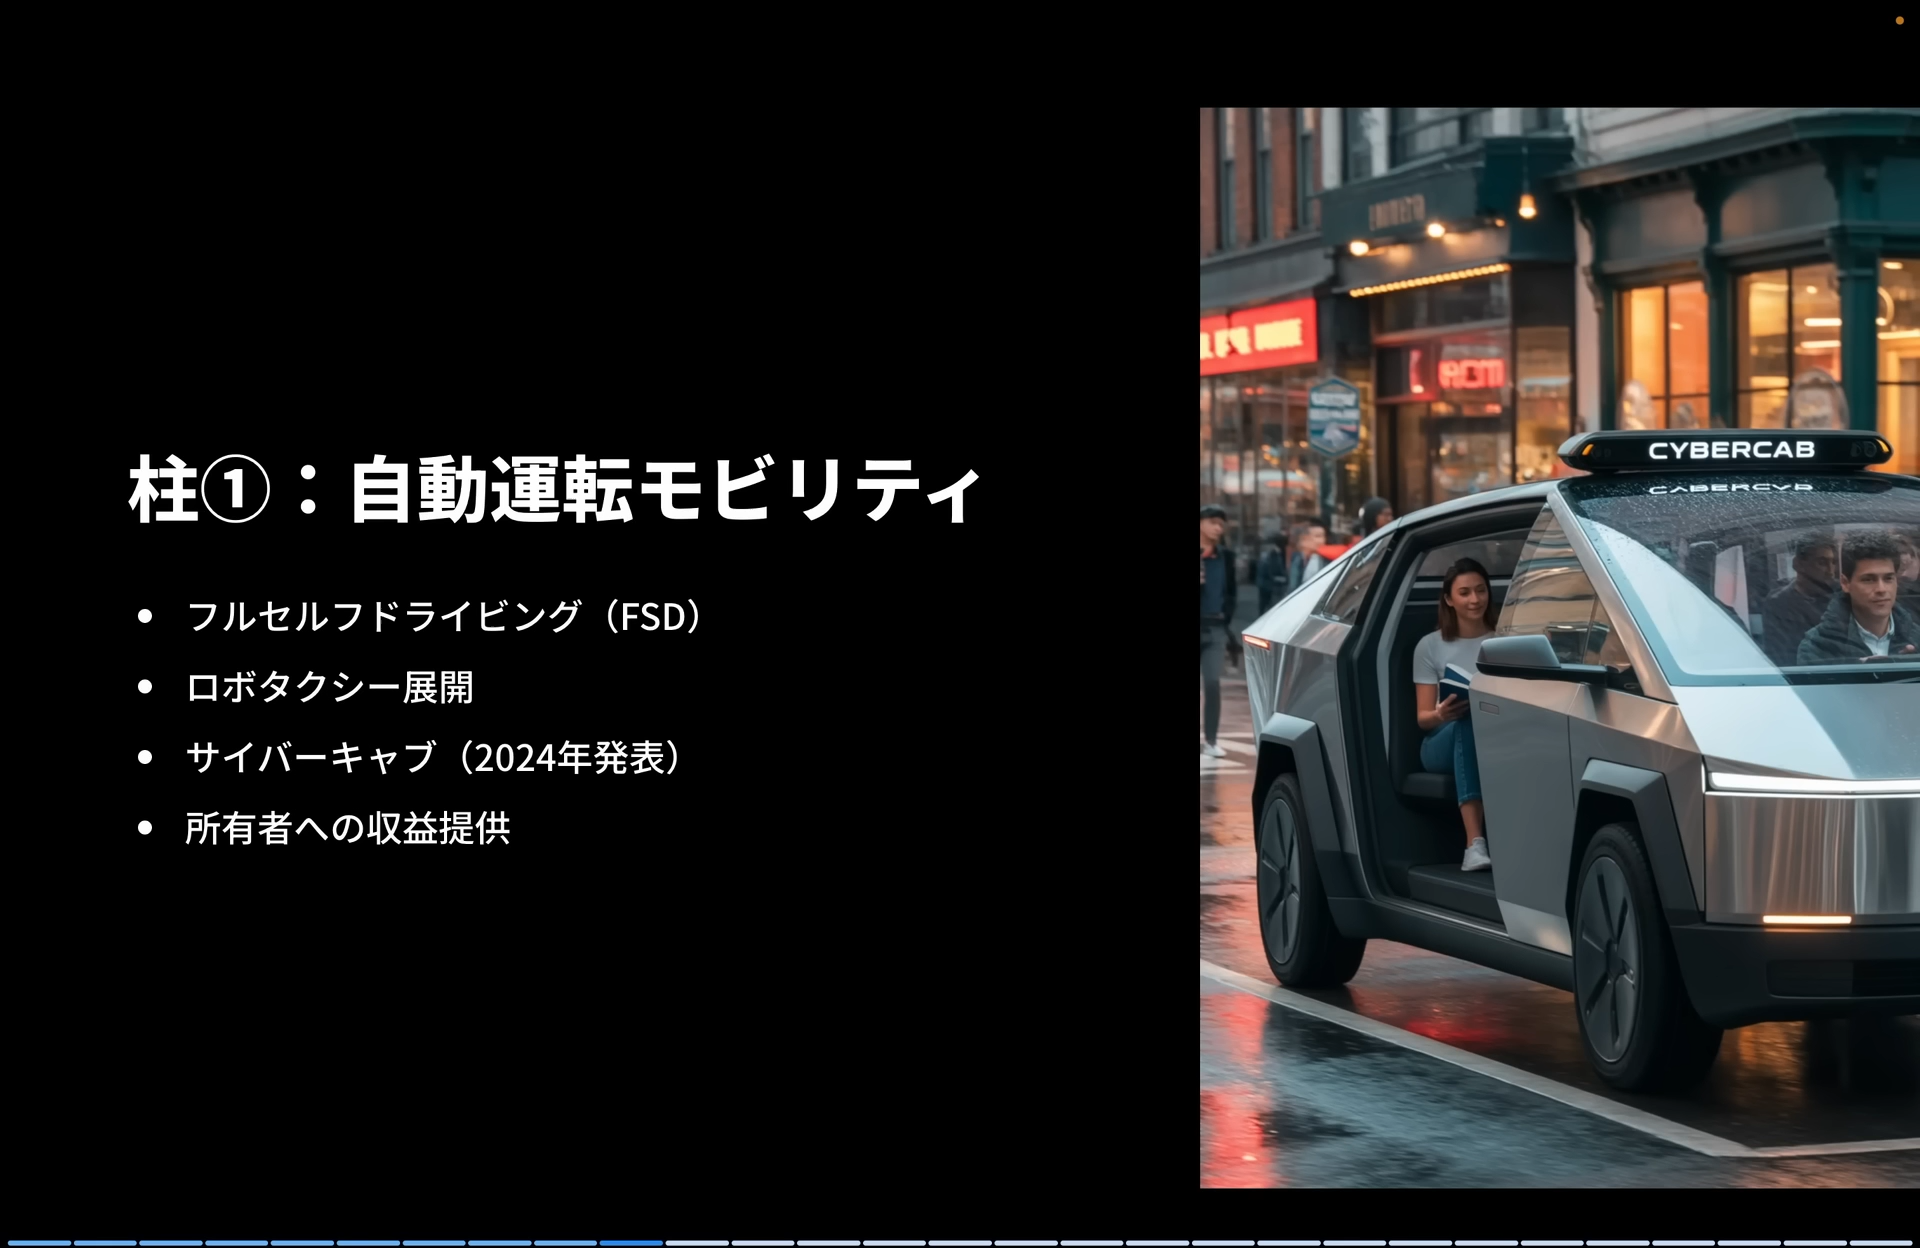 柱①：自動運転モビリティ
フルセルフドライビング（FSD）
ロボタクシー展開
サイバーキャブ（2024年発表）
所有者への収益提供
CYBERCAB